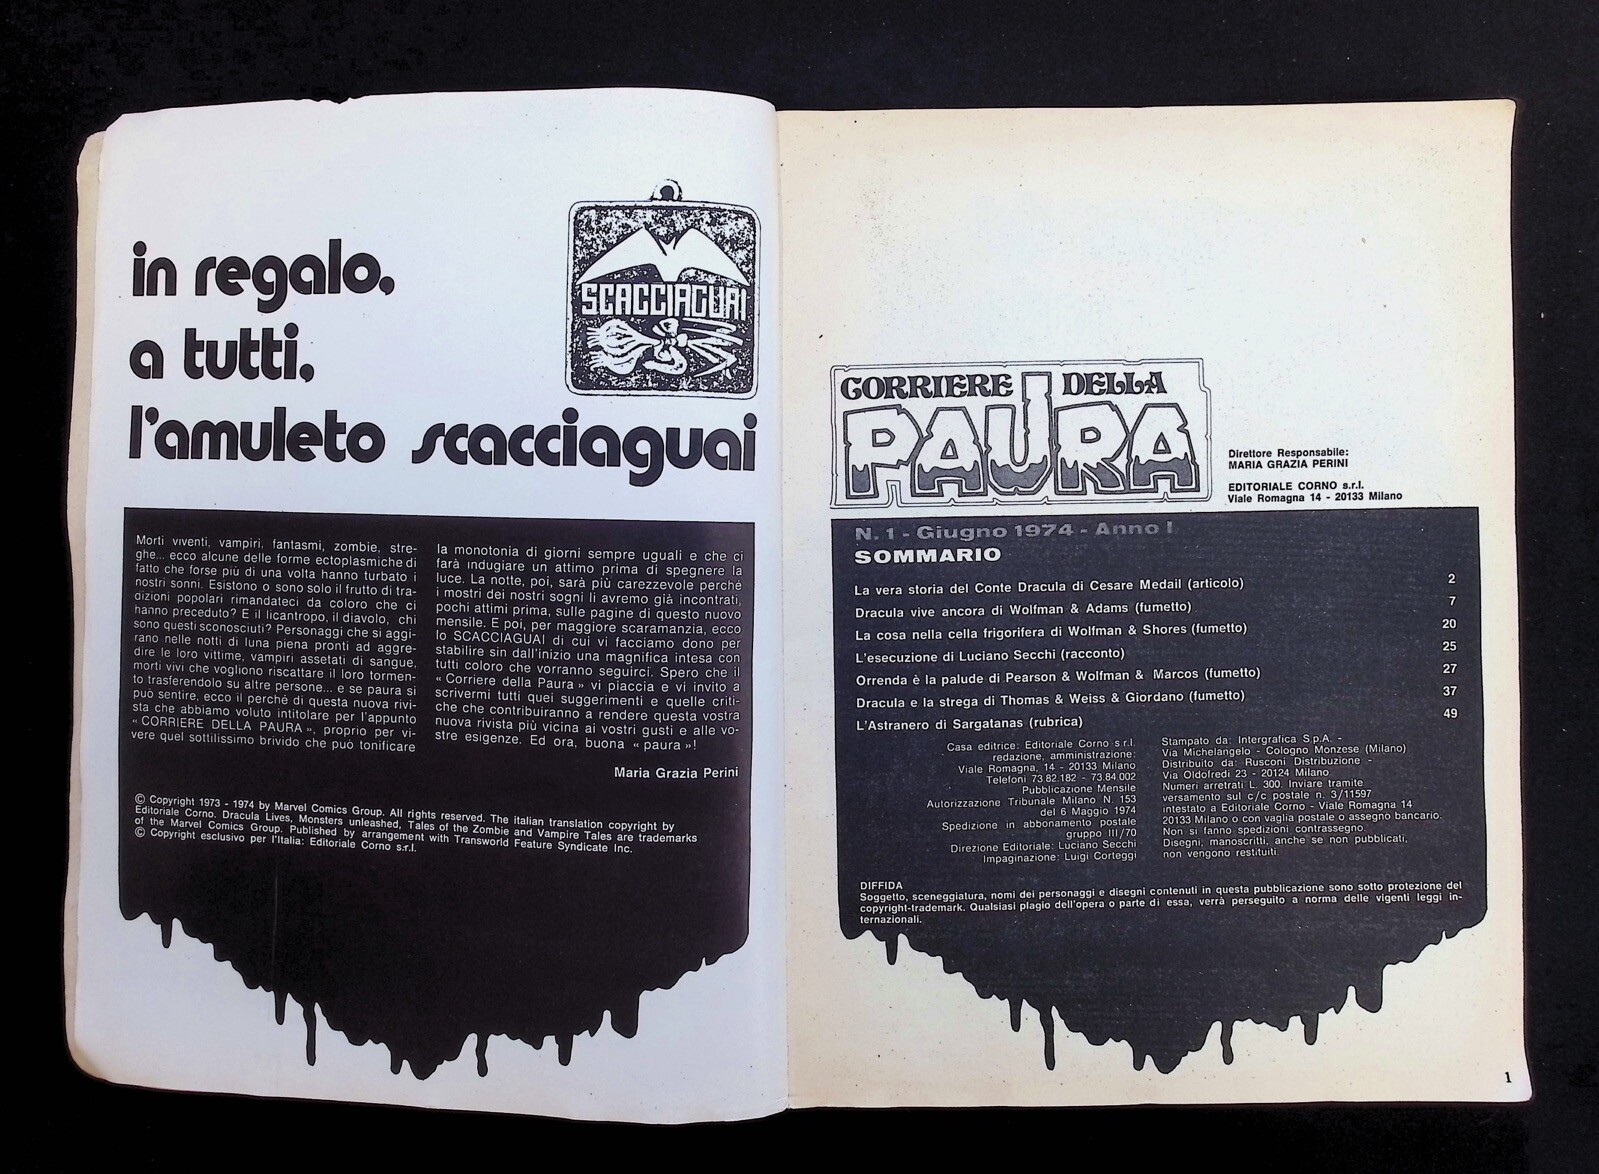 in regalo,
a tutti,
l'amuleto scacciaguai
SCACCIAGUAI
Morti viventi, vampiri, fantasmi, zombie, stre-
ghe... ecco alcune delle forme ectoplasmiche di
fatto che forse più di una volta hanno turbato i
nostri sonni. Esistono o sono solo il frutto di tra-
dizioni popolari rimandateci da coloro che ci
hanno preceduto? E il licantropo, il diavolo, chi
sono questi sconosciuti? Personaggi che si aggi-
rano nelle notti di luna piena pronti ad aggre-
dire le loro vittime, vampiri assetati di sangue,
morti vivi che vogliono riscattare il loro tormen-
to trasferendolo su altre persone... e se paura si
può sentire, ecco il perché di questa nuova rivi-
sta che abbiamo voluto intitolare per l'appunto
« CORRIERE DELLA PAURA », proprio per vi-
vere quel sottilissimo brivido che può tonificare
la monotonia di giorni sempre uguali e che ci
farà indugiare un attimo prima di spegnere la
luce. La notte, poi, sarà più carezzevole perché
i mostri dei nostri sogni li avremo già incontrati,
pochi attimi prima, sulle pagine di questo nuovo
mensile. E poi, per maggiore scaramanzia, ecco
lo SCACCIAGUAI di cui vi facciamo dono per
stabilire sin dall'inizio una magnifica intesa con
tutti coloro che vorranno seguirci. Spero che il
« Corriere della Paura » vi piaccia e vi invito a
scrivermi tutti quei suggerimenti e quelle criti-
che che contribuiranno a rendere questa vostra
nuova rivista più vicina ai vostri gusti e alle vo-
stre esigenze. Ed ora, buona « paura »!
Maria Grazia Perini
© Copyright 1973 - 1974 by Marvel Comics Group. All rights reserved. The italian translation copyright by
Editoriale Corno. Dracula Lives, Monsters unleashed, Tales of the Zombie and Vampire Tales are trademarks
of the Marvel Comics Group. Published by arrangement with Transworld Feature Syndicate Inc.
© Copyright esclusivo per l'Italia: Editoriale Corno s.r.l.
CORRIERE DELLA
PAURA
Direttore Responsabile:
MARIA GRAZIA PERINI
EDITORIALE CORNO s.r.l.
Viale Romagna 14 - 20133 Milano
N. 1 - Giugno 1974 - Anno I
SOMMARIO
La vera storia del Conte Dracula di Cesare Medail (articolo) 2
Dracula vive ancora di Wolfman & Adams (fumetto) 7
La cosa nella cella frigorifera di Wolfman & Shores (fumetto) 20
L'esecuzione di Luciano Secchi (racconto) 25
Orrenda è la palude di Pearson & Wolfman & Marcos (fumetto) 27
Dracula e la strega di Thomas & Weiss & Giordano (fumetto) 37
L'Astranero di Sargatanas (rubrica) 49
Casa editrice: Editoriale Corno s.r.l.
redazione, amministrazione:
Viale Romagna, 14 - 20133 Milano
Telefoni 73.82.182 - 73.84.002
Pubblicazione Mensile
Autorizzazione Tribunale Milano N. 153
del 6 Maggio 1974
Spedizione in abbonamento postale
gruppo III/70
Direzione Editoriale: Luciano Secchi
Impaginazione: Luigi Corteggi
Stampato da: Intergrafica S.p.A. -
Via Michelangelo - Cologno Monzese (Milano)
Distribuito da: Rusconi Distribuzione -
Via Oldofredi 23 - 20124 Milano
Numeri arretrati L. 300. Inviare tramite
versamento sul c/c postale n. 3/11597
intestato a Editoriale Corno - Viale Romagna 14
20133 Milano o con vaglia postale o assegno bancario.
Non si fanno spedizioni contrassegno.
Disegni, manoscritti, anche se non pubblicati,
non vengono restituiti.
DIFFIDA
Soggetto, sceneggiatura, nomi dei personaggi e disegni contenuti in questa pubblicazione sono sotto protezione del
copyright-trademark. Qualsiasi plagio dell'opera o parte di essa, verrà perseguito a norma delle vigenti leggi in-
ternazionali.
1